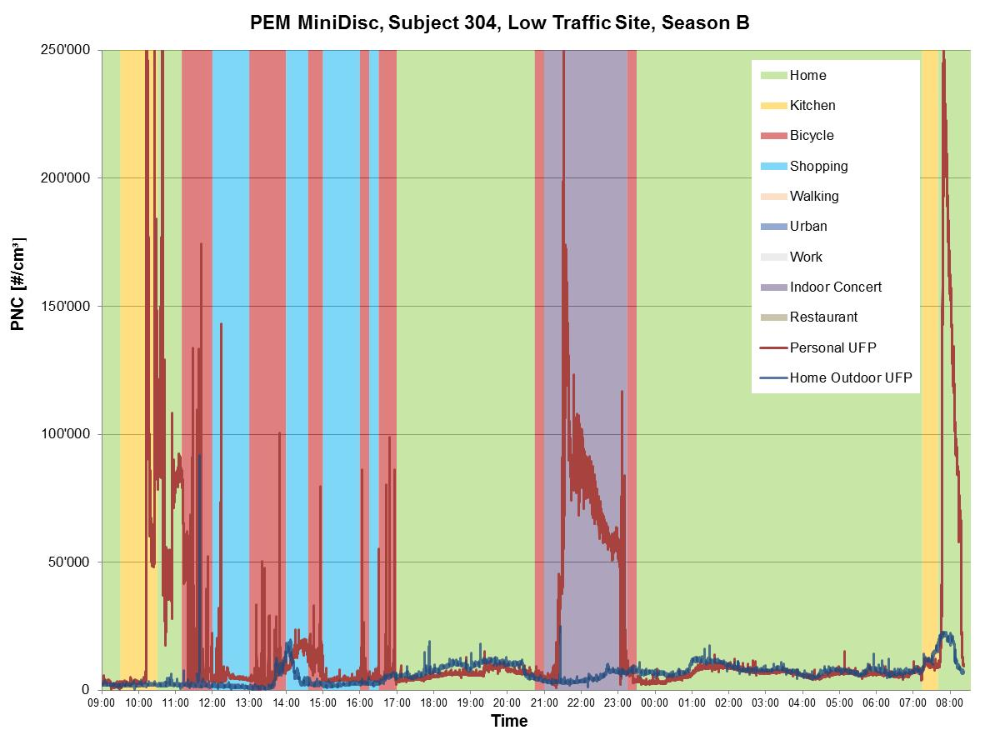 PEM MiniDisc, Subject 304, Low Traffic Site, Season B
250'000
200'000
150'000
100'000
50'000
0
PNC [#/cm³]
Home
Kitchen
Bicycle
Shopping
Walking
Urban
Work
Indoor Concert
Restaurant
Personal UFP
Home Outdoor UFP
09:00 10:00 11:00 12:00 13:00 14:00 15:00 16:00 17:00 18:00 19:00 20:00 21:00 22:00 23:00 00:00 01:00 02:00 03:00 04:00 05:00 06:00 07:00 08:00
Time